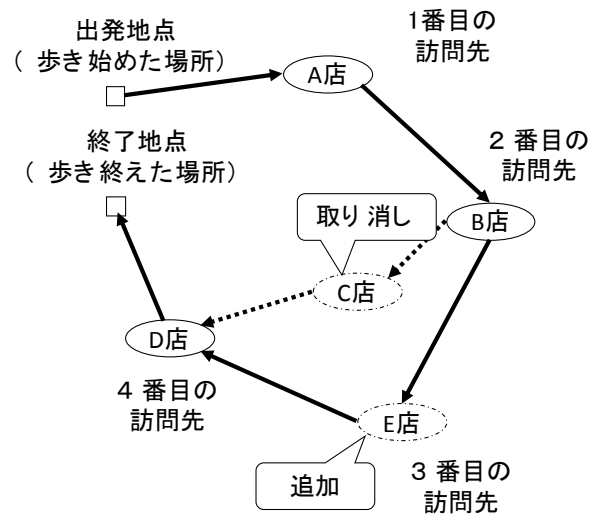 出発地点
（ 歩き始めた場所）
1番目の
訪問先
A店
終了地点
（ 歩き終えた場所）
２ 番目の
訪問先
取り 消し
B店
C店
D店
４ 番目の
訪問先
E店
追加
３ 番目の
訪問先